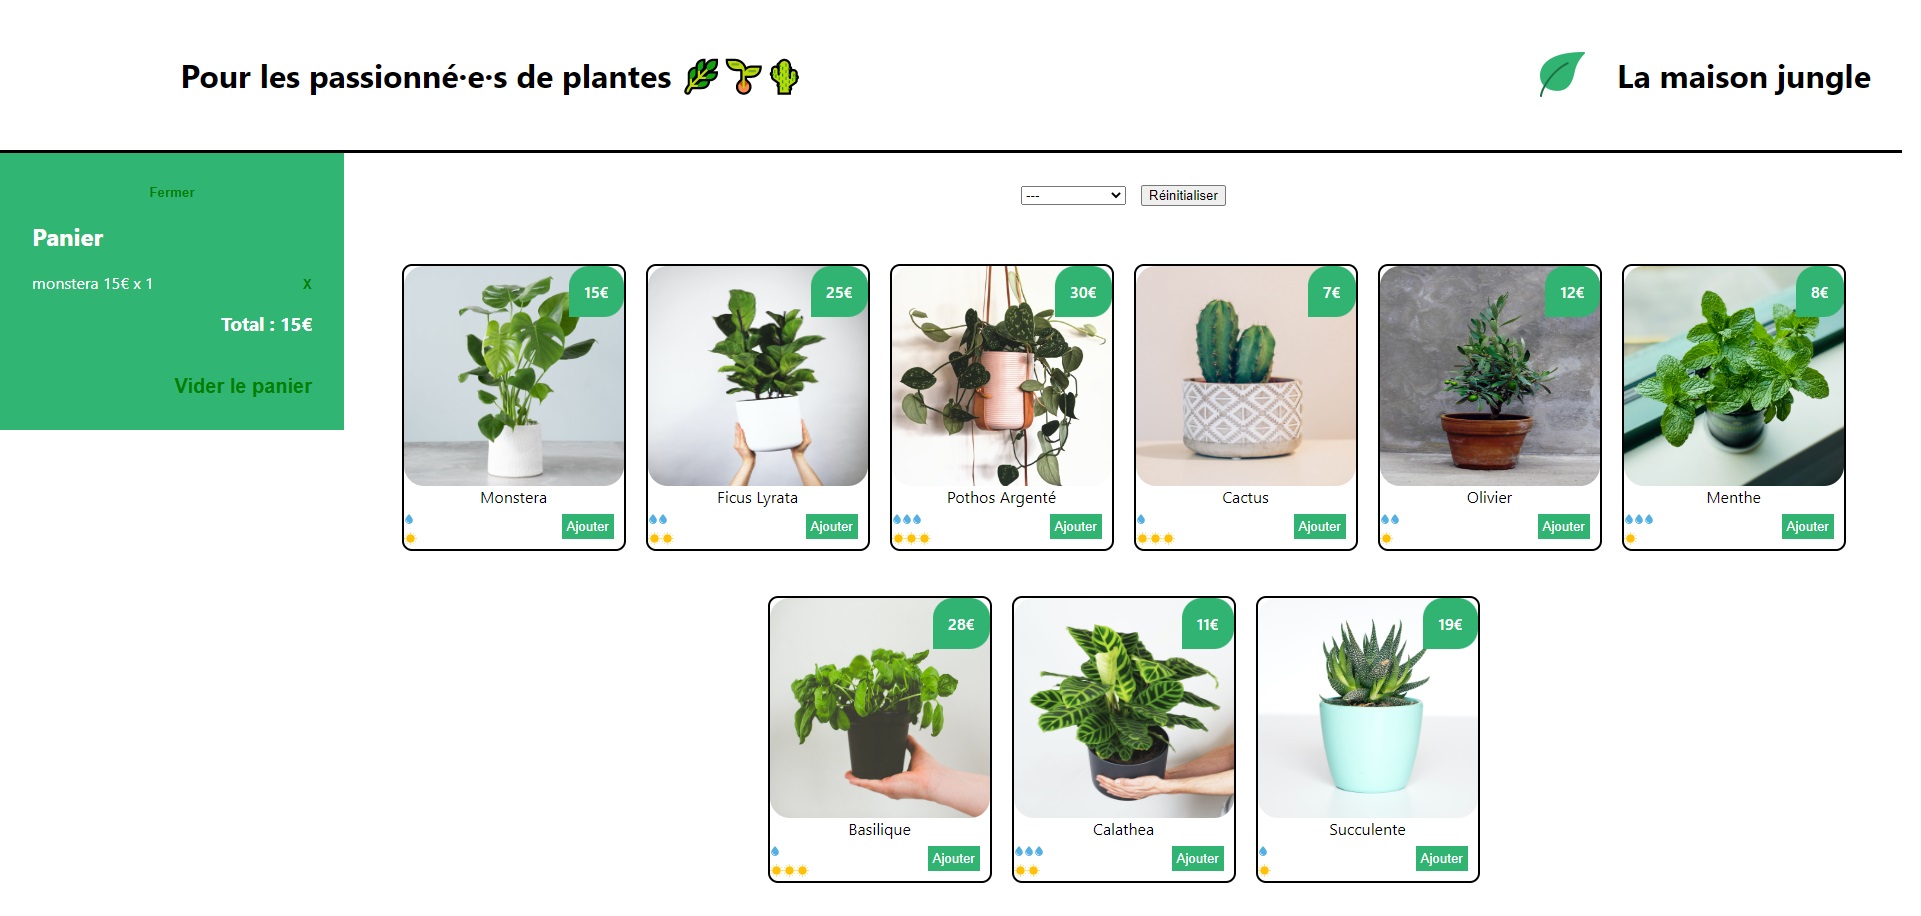 Pour les passionné·e·s de plantes 🌿🌱🌵
La maison jungle
Fermer
Panier
monstera 15€ x 1 X
Total : 15€
Vider le panier
--- Réinitialiser
15€
Monstera
Ajouter
25€
Ficus Lyrata
Ajouter
30€
Pothos Argenté
Ajouter
7€
Cactus
Ajouter
12€
Olivier
Ajouter
8€
Menthe
Ajouter
28€
Basilique
Ajouter
11€
Calathea
Ajouter
19€
Succulente
Ajouter